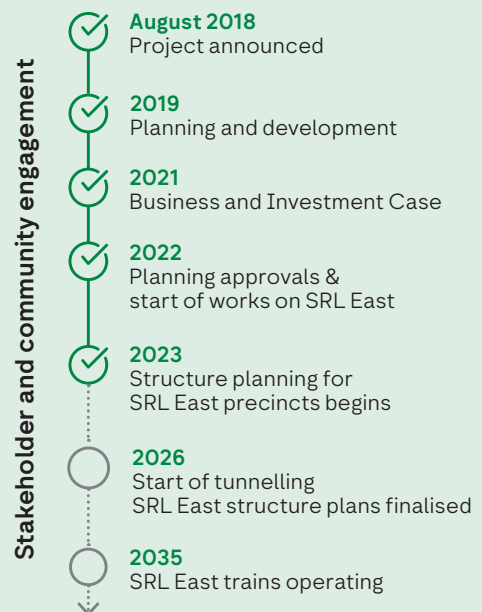 Stakeholder and community engagement
August 2018
Project announced
2019
Planning and development
2021
Business and Investment Case
2022
Planning approvals &
start of works on SRL East
2023
Structure planning for
SRL East precincts begins
2026
Start of tunnelling
SRL East structure plans finalised
2035
SRL East trains operating